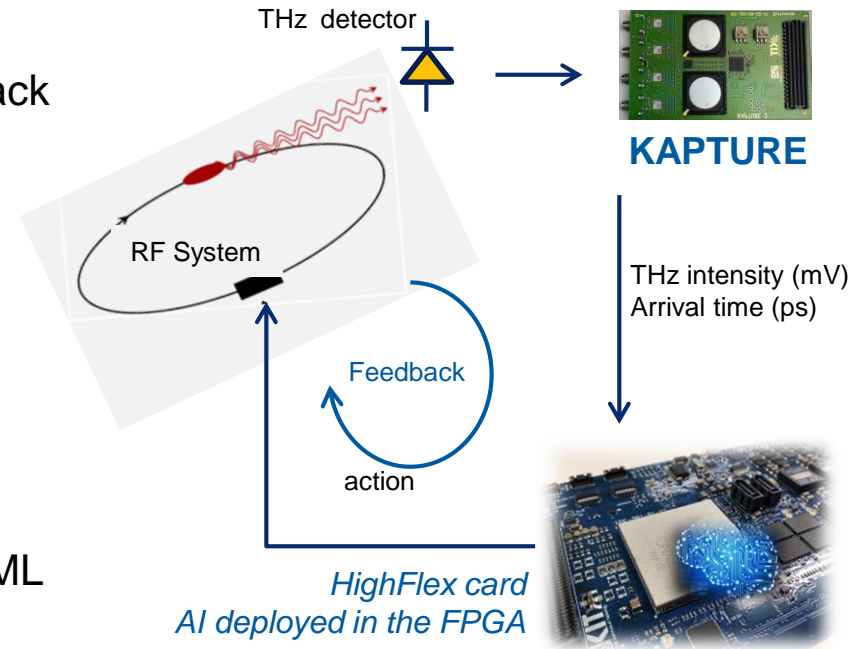 THz detector
ack
KAPTURE
RF System
THz intensity (mV)
Arrival time (ps)
Feedback
action
ML
HighFlex card
AI deployed in the FPGA